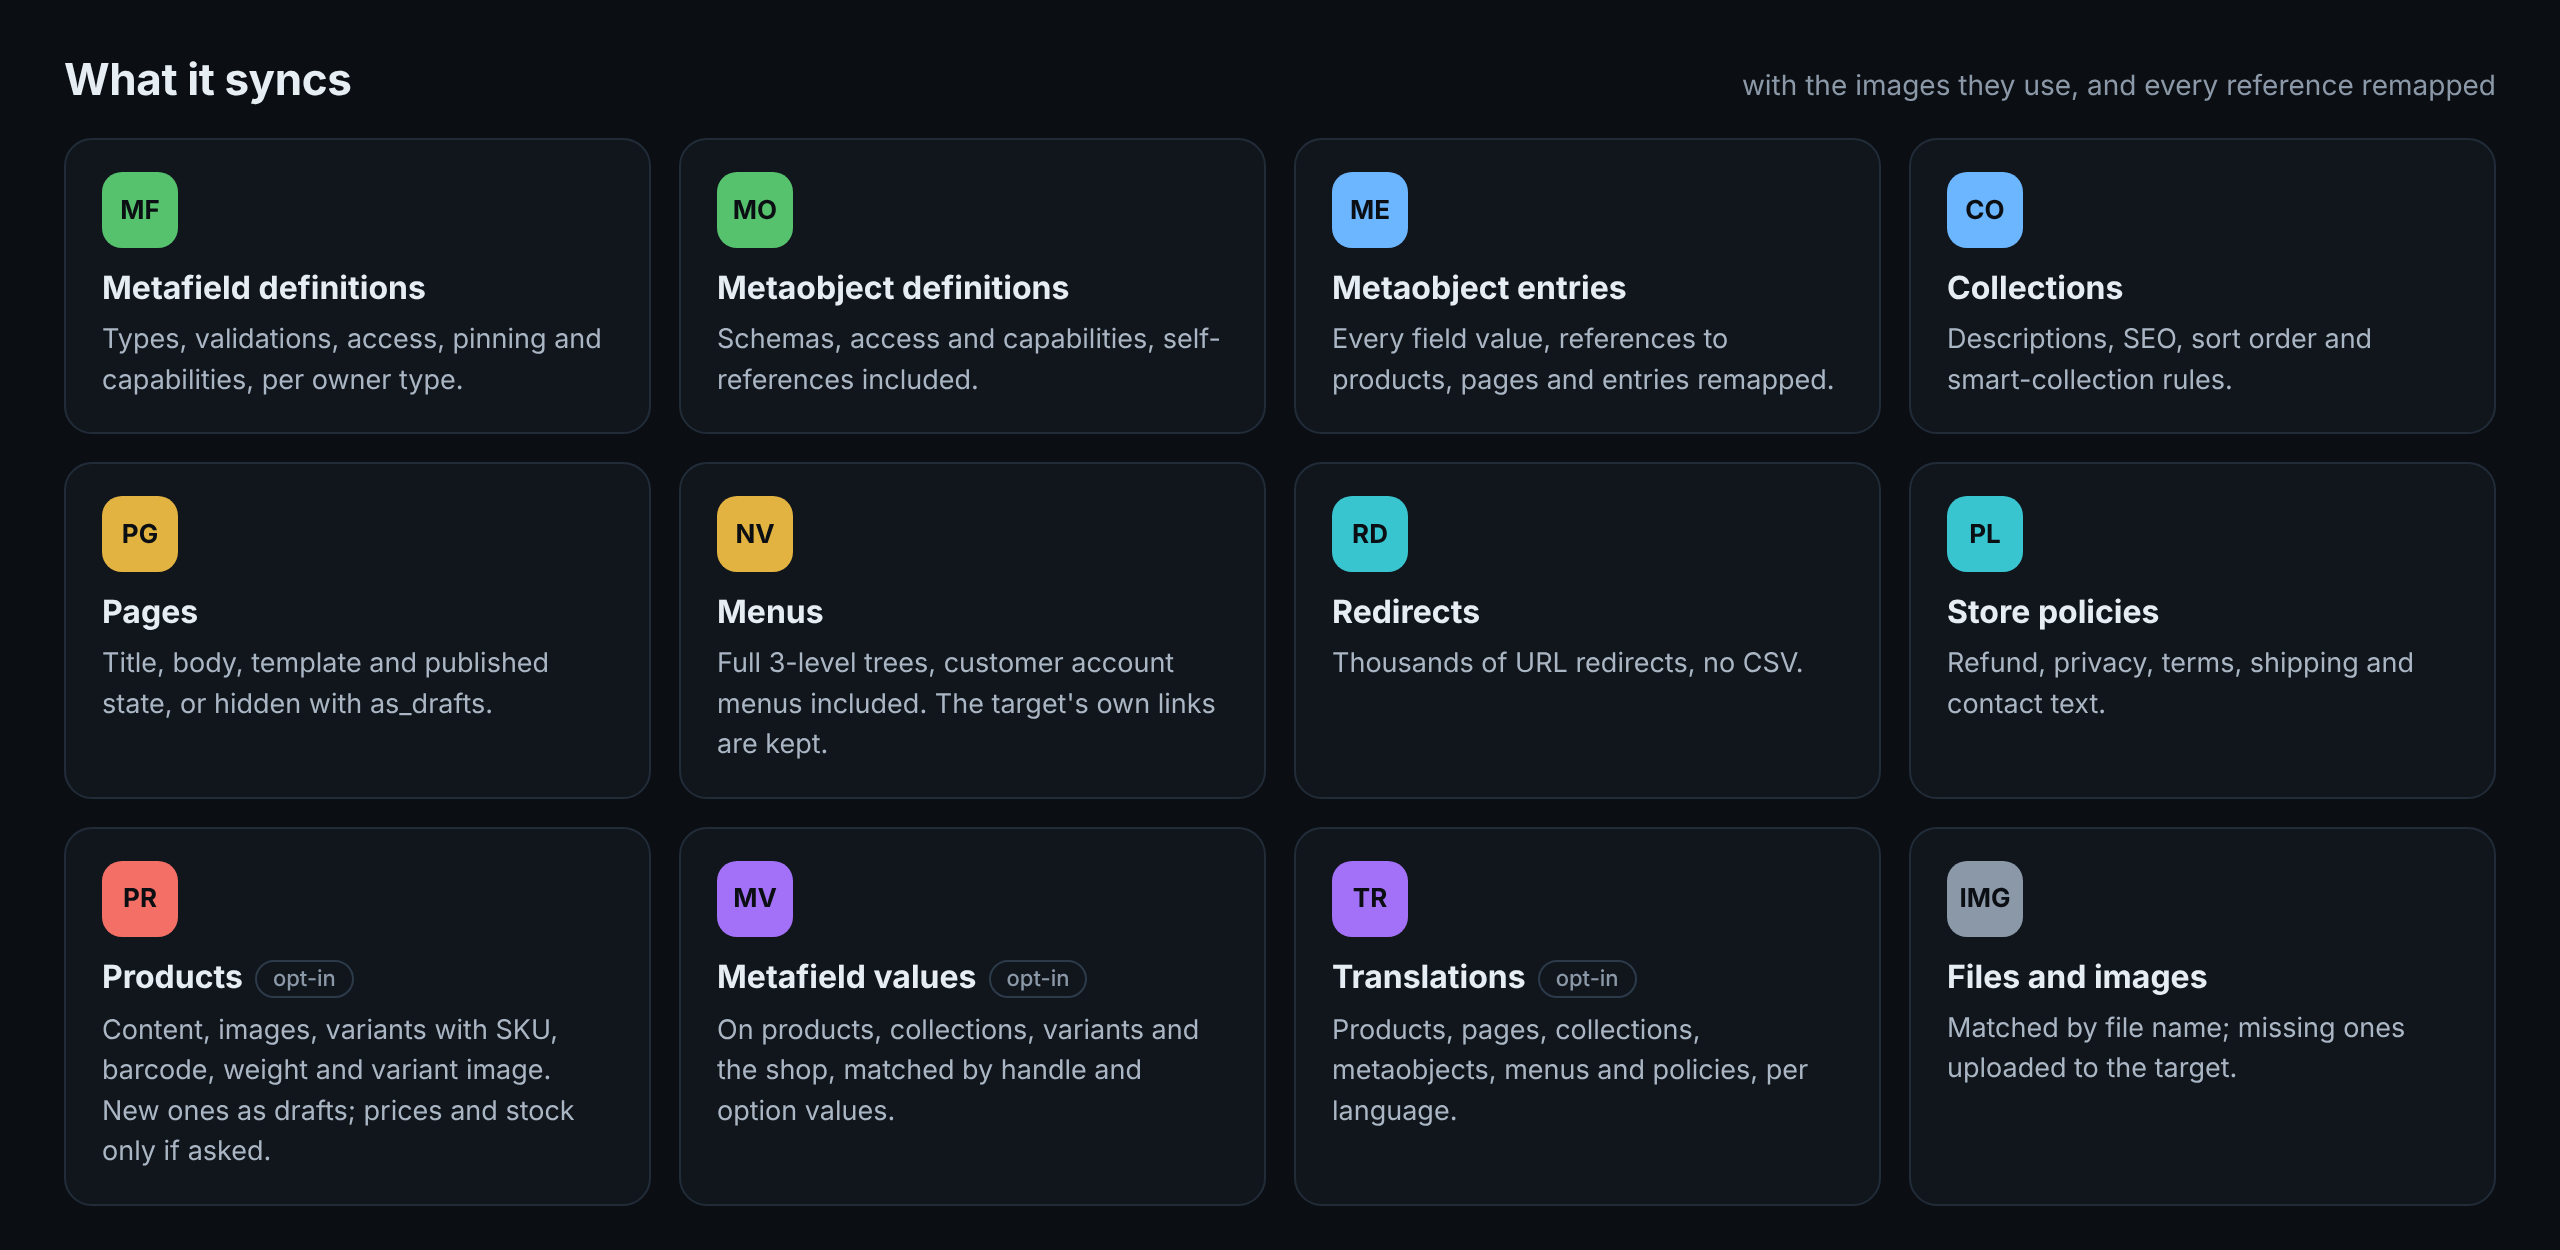 What it syncs
with the images they use, and every reference remapped
MF
Metafield definitions
Types, validations, access, pinning and
capabilities, per owner type.
MO
Metaobject definitions
Schemas, access and capabilities, self-
references included.
ME
Metaobject entries
Every field value, references to
products, pages and entries remapped.
CO
Collections
Descriptions, SEO, sort order and
smart-collection rules.
PG
Pages
Title, body, template and published
state, or hidden with as_drafts.
NV
Menus
Full 3-level trees, customer account
menus included. The target's own links
are kept.
RD
Redirects
Thousands of URL redirects, no CSV.
PL
Store policies
Refund, privacy, terms, shipping and
contact text.
PR
Products opt-in
Content, images, variants with SKU,
barcode, weight and variant image.
New ones as drafts; prices and stock
only if asked.
MV
Metafield values opt-in
On products, collections, variants and
the shop, matched by handle and
option values.
TR
Translations opt-in
Products, pages, collections,
metaobjects, menus and policies, per
language.
IMG
Files and images
Matched by file name; missing ones
uploaded to the target.